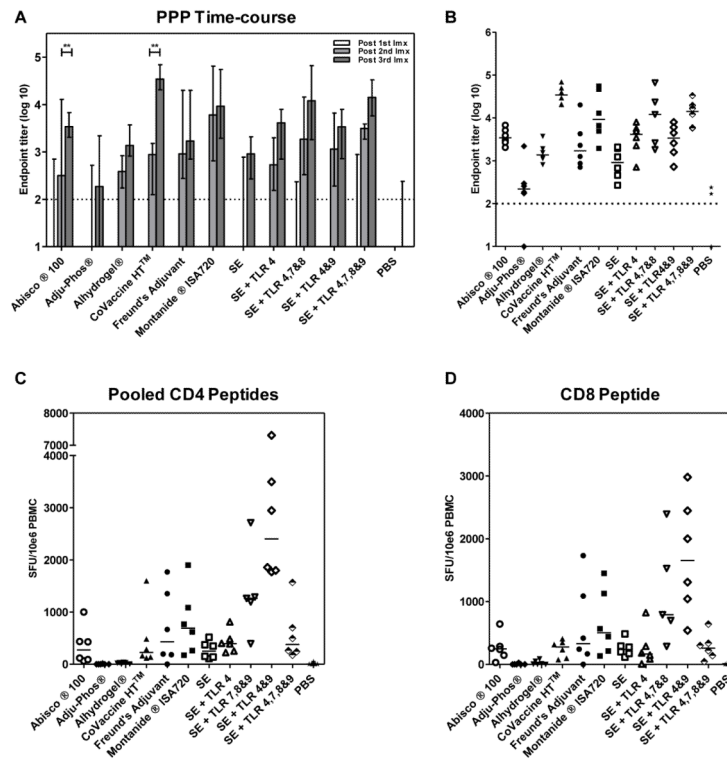 A
PPP Time-course
**
**
Post 1st imx
Post 2nd imx
Post 3rd imx
Endpoint titer (log 10)
5
4
3
2
1
Abisco ® 100
Adju-Phos®
Alhydrogel®
CoVaccine HT™
Freund's Adjuvant
Montanide ® ISA720
SE
SE + TLR 4
SE + TLR 4,7&8
SE + TLR 4&9
SE + TLR 4,7,8&9
PBS
B
Endpoint titer (log 10)
6
5
4
3
2
1
Abisco ® 100
Adju-Phos®
Alhydrogel®
CoVaccine HT™
Freund's Adjuvant
Montanide ® ISA720
SE
SE + TLR 4
SE + TLR 4,7&8
SE + TLR4&9
SE + TLR 4,7,8&9
PBS
C
Pooled CD4 Peptides
SFU/10e6 PBMC
8000
7000
4000
3000
2000
1000
0
Abisco ® 100
Adju-Phos®
Alhydrogel®
CoVaccine HT™
Freund's Adjuvant
Montanide ® ISA720
SE
SE + TLR 4
SE + TLR 7,8&9
SE + TLR 4&9
SE + TLR 4,7,8&9
PBS
D
CD8 Peptide
SFU/10e6 PBMC
4000
3000
2000
1000
0
Abisco ® 100
Adju-Phos®
Alhydrogel®
CoVaccine HT™
Freund's Adjuvant
Montanide ® ISA720
SE
SE + TLR 4
SE + TLR 4,7&8
SE + TLR 4&9
SE + TLR 4,7,8&9
PBS